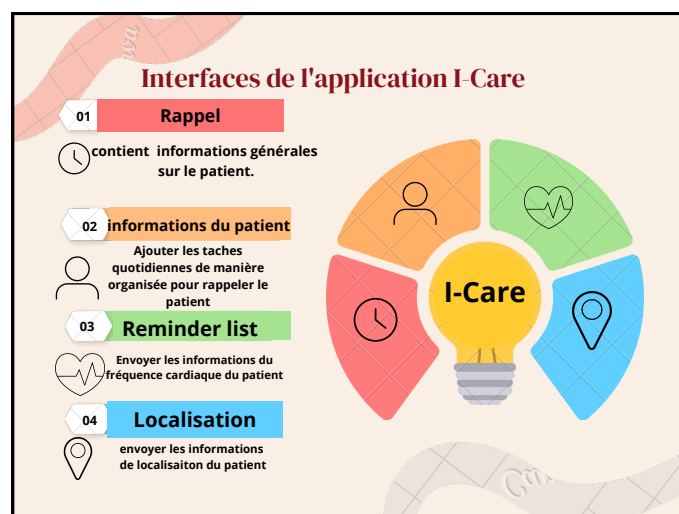 Interfaces de l'application I-Care
01
Rappel
contient informations générales
sur le patient.
02
informations du patient
Ajouter les taches
quotidiennes de manière
organisée pour rappeler le
patient
03
Reminder list
Envoyer les informations du
fréquence cardiaque du patient
04
Localisation
envoyer les informations
de localisaiton du patient
I-Care